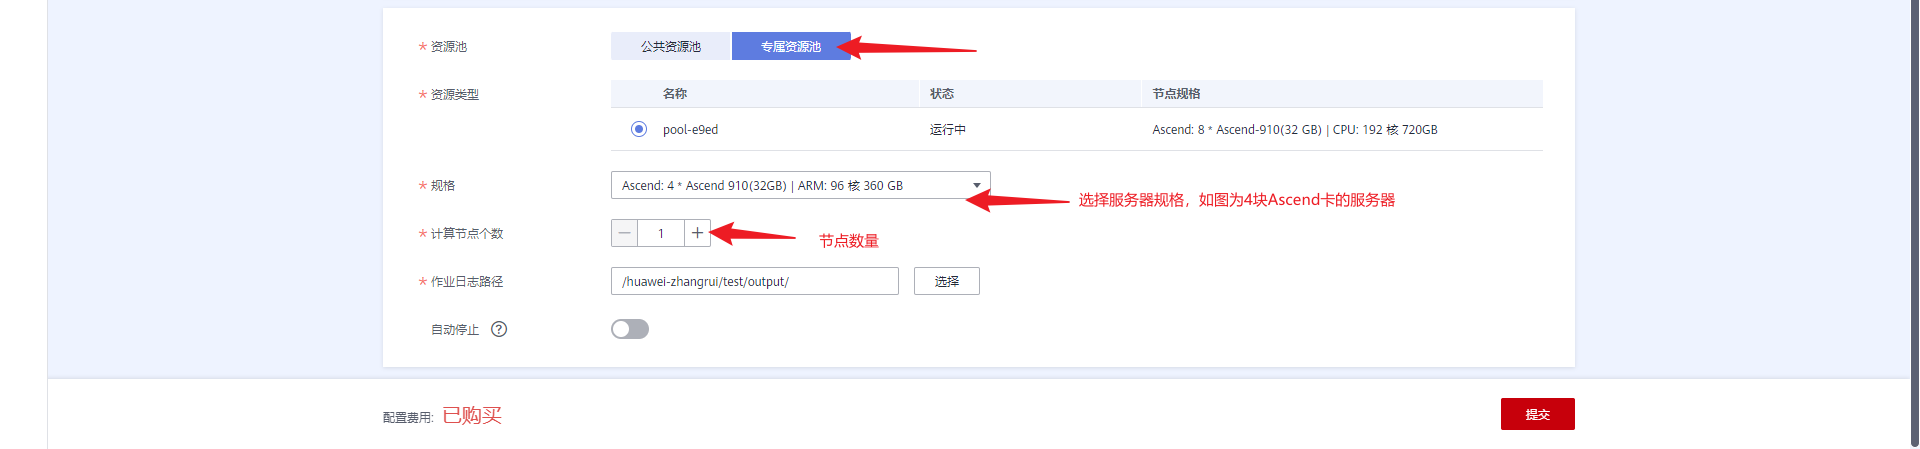 * 资源池 公共资源池 专属资源池
* 资源类型 名称 状态 节点规格
pool-e9ed 运行中 Ascend: 8 * Ascend-910(32 GB) | CPU: 192 核 720GB
* 规格 Ascend: 4 * Ascend 910(32GB) | ARM: 96 核 360 GB
选择服务器规格，如图为4块Ascend卡的服务器
* 计算节点个数 — 1 +
节点数量
* 作业日志路径 /huawei-zhangrui/test/output/ 选择
自动停止 ?
配置费用: 已购买 提交